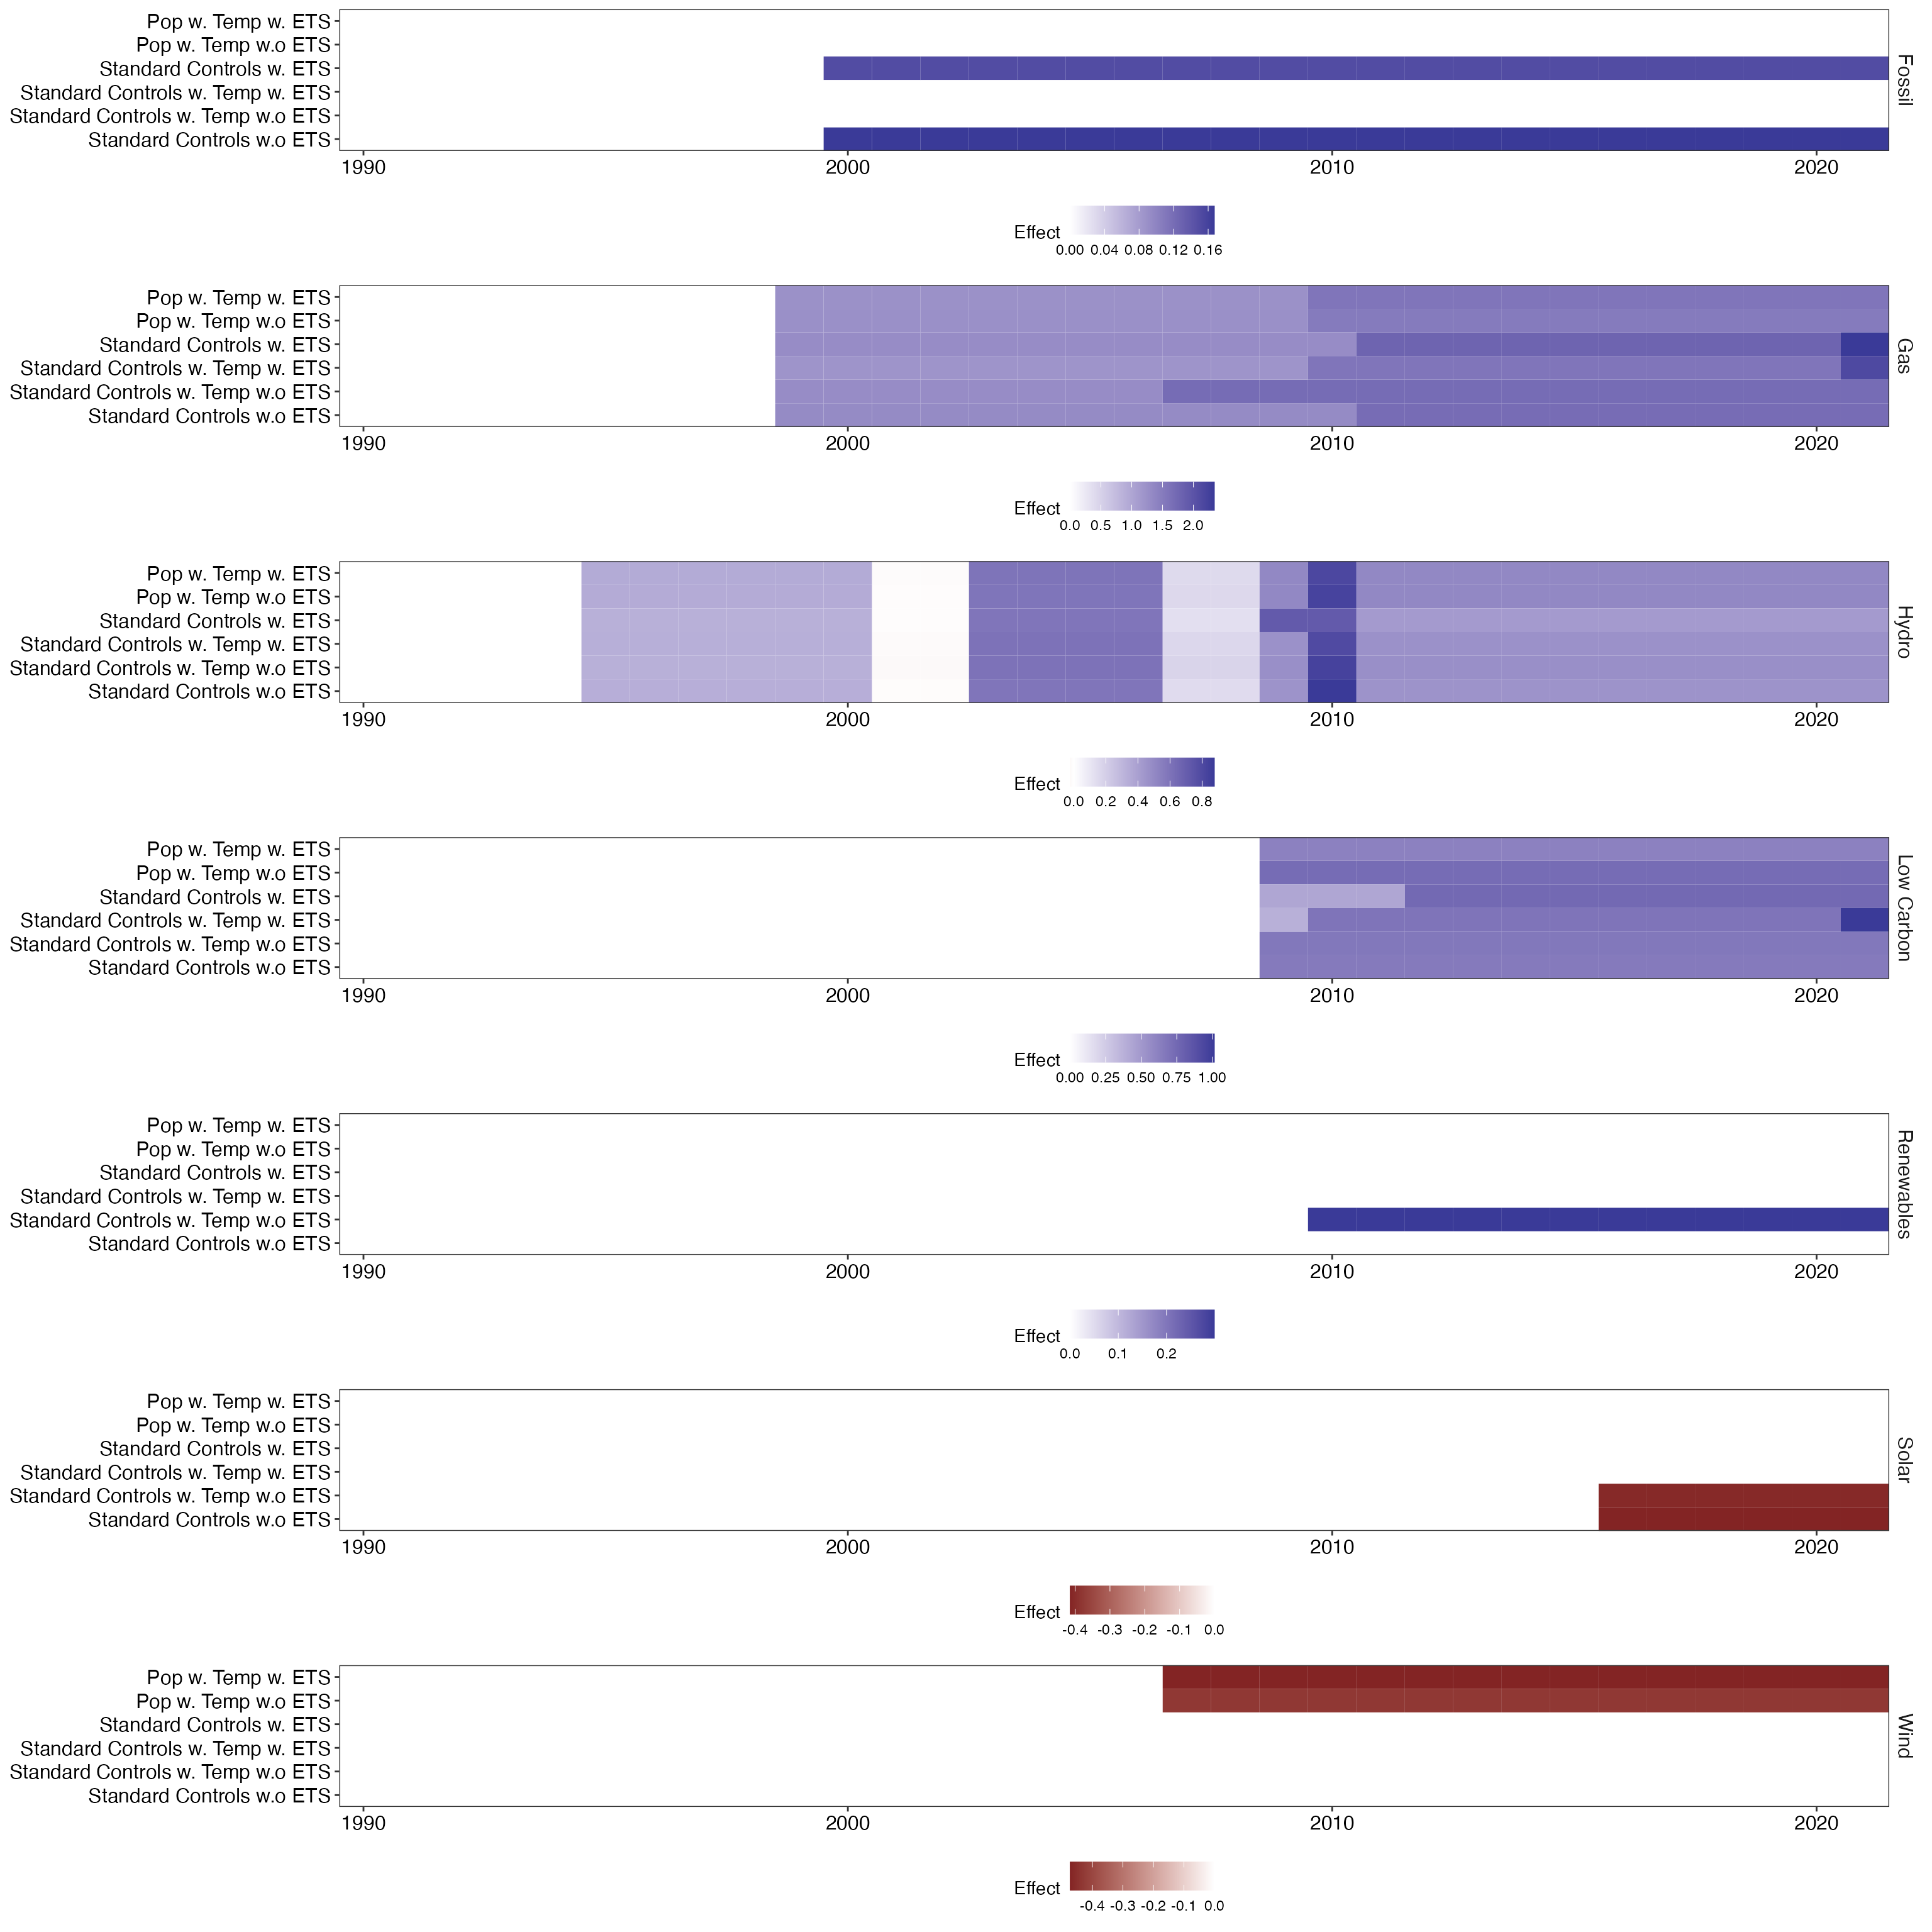 Pop w. Temp w. ETS
Pop w. Temp w.o ETS
Standard Controls w. ETS
Standard Controls w. Temp w. ETS
Standard Controls w. Temp w.o ETS
Standard Controls w.o ETS
Fossil
1990 2000 2010 2020
Effect
0.00 0.04 0.08 0.12 0.16
Pop w. Temp w. ETS
Pop w. Temp w.o ETS
Standard Controls w. ETS
Standard Controls w. Temp w. ETS
Standard Controls w. Temp w.o ETS
Standard Controls w.o ETS
Gas
1990 2000 2010 2020
Effect
0.0 0.5 1.0 1.5 2.0
Pop w. Temp w. ETS
Pop w. Temp w.o ETS
Standard Controls w. ETS
Standard Controls w. Temp w. ETS
Standard Controls w. Temp w.o ETS
Standard Controls w.o ETS
Hydro
1990 2000 2010 2020
Effect
0.0 0.2 0.4 0.6 0.8
Pop w. Temp w. ETS
Pop w. Temp w.o ETS
Standard Controls w. ETS
Standard Controls w. Temp w. ETS
Standard Controls w. Temp w.o ETS
Standard Controls w.o ETS
Low Carbon
1990 2000 2010 2020
Effect
0.00 0.25 0.50 0.75 1.00
Pop w. Temp w. ETS
Pop w. Temp w.o ETS
Standard Controls w. ETS
Standard Controls w. Temp w. ETS
Standard Controls w. Temp w.o ETS
Standard Controls w.o ETS
Renewables
1990 2000 2010 2020
Effect
0.0 0.1 0.2
Pop w. Temp w. ETS
Pop w. Temp w.o ETS
Standard Controls w. ETS
Standard Controls w. Temp w. ETS
Standard Controls w. Temp w.o ETS
Standard Controls w.o ETS
Solar
1990 2000 2010 2020
Effect
-0.4 -0.3 -0.2 -0.1 0.0
Pop w. Temp w. ETS
Pop w. Temp w.o ETS
Standard Controls w. ETS
Standard Controls w. Temp w. ETS
Standard Controls w. Temp w.o ETS
Standard Controls w.o ETS
Wind
1990 2000 2010 2020
Effect
-0.4 -0.3 -0.2 -0.1 0.0